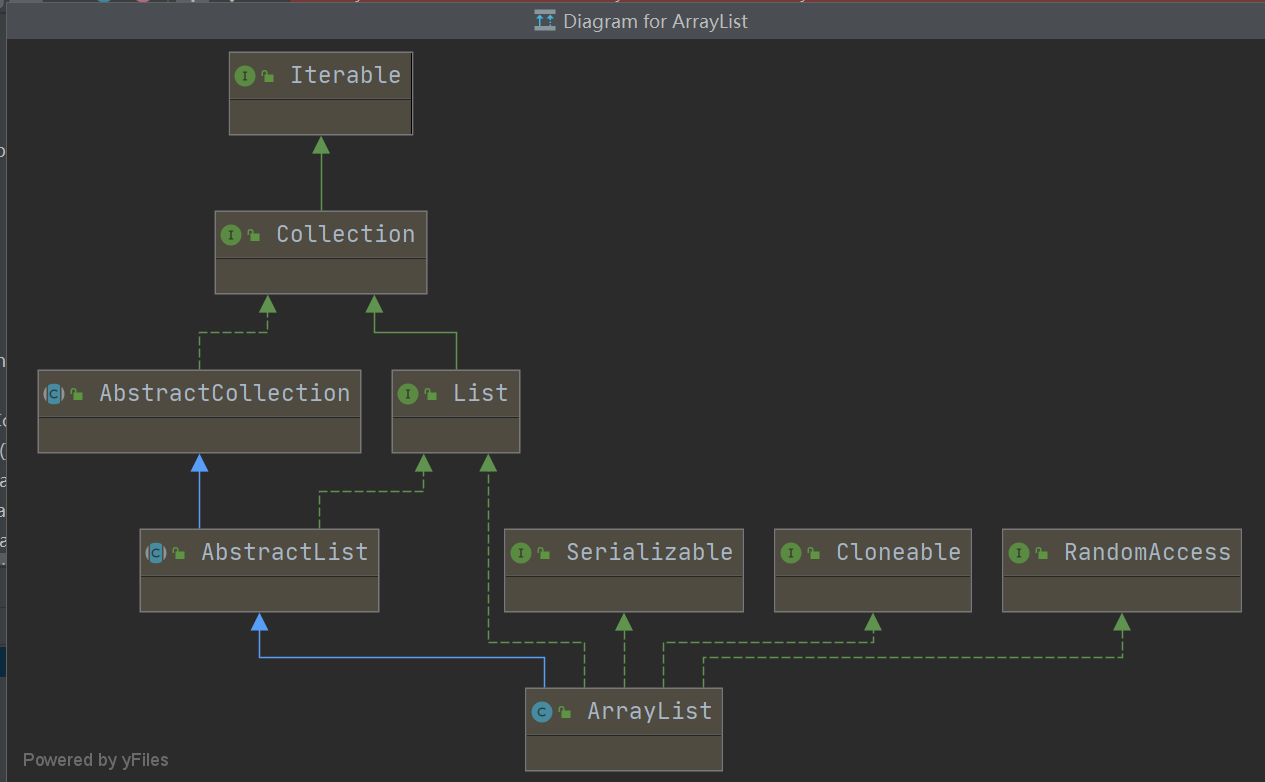 Diagram for ArrayList
I Iterable
I Collection
C AbstractCollection
I List
C AbstractList
I Serializable
I Cloneable
I RandomAccess
C ArrayList
Powered by yFiles